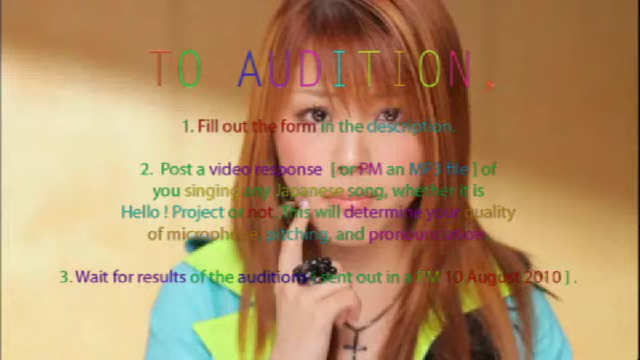 TO AUDITION.
1. Fill out the form in the description.
2. Post a video response [ or PM an MP3 file ] of
you singing any Japanese song, whether it is
Hello ! Project or not. This will determine your quality
of microphone, pitching, and pronunciation.
3. Wait for results of the auditions [ sent out in a PM 10 August 2010 ] .